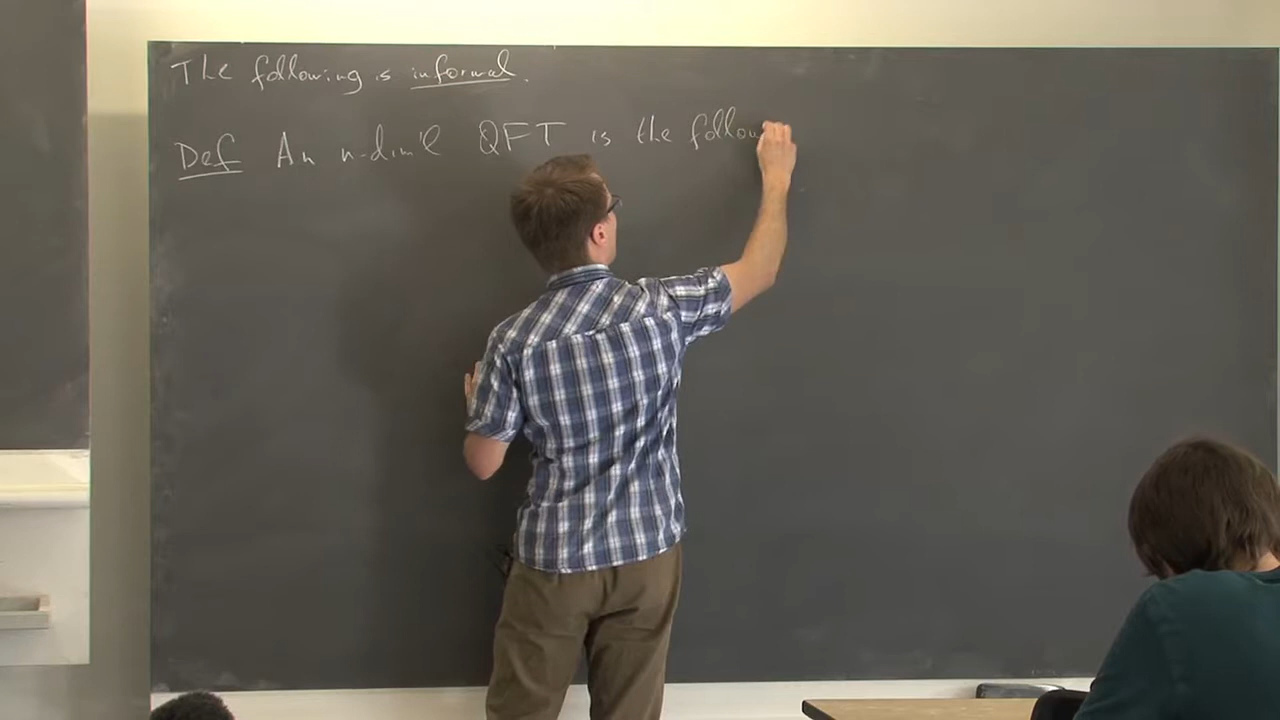 The following is informal.
Def An n-dim'l QFT is the follow